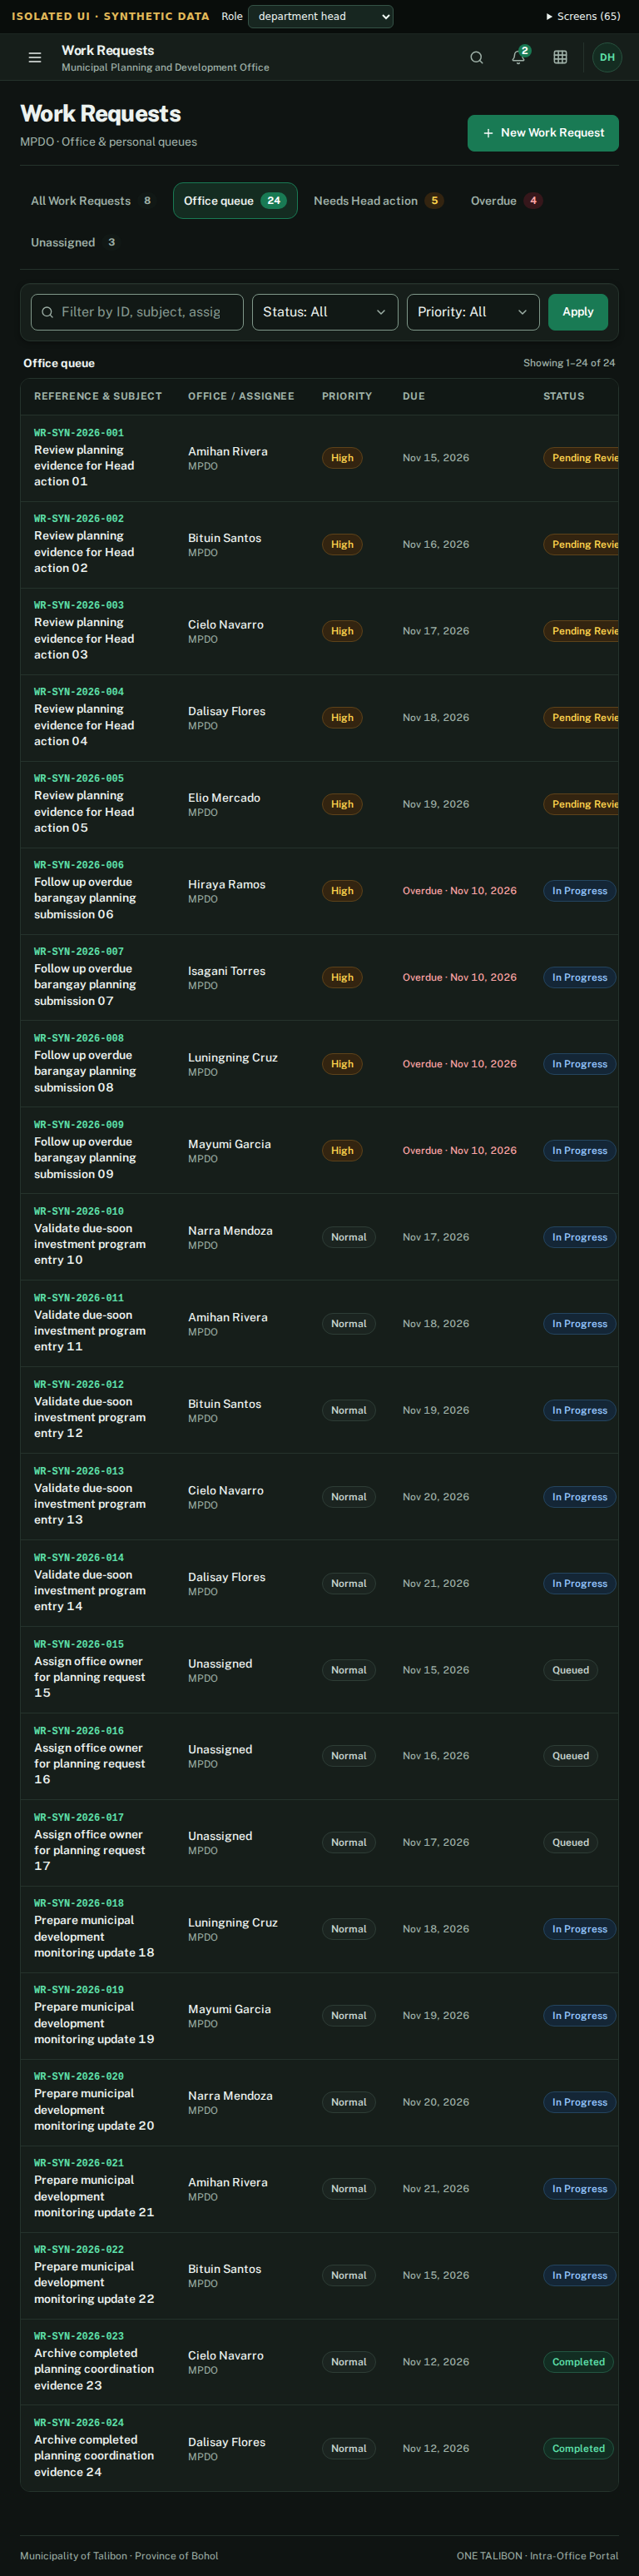 ISOLATED UI · SYNTHETIC DATA Role department head Screens (65)
Work Requests
Municipal Planning and Development Office
2
DH
Work Requests
MPDO · Office & personal queues
+ New Work Request
All Work Requests 8 Office queue 24 Needs Head action 5 Overdue 4
Unassigned 3
Filter by ID, subject, assig Status: All Priority: All Apply
Office queue Showing 1–24 of 24
REFERENCE & SUBJECT OFFICE / ASSIGNEE PRIORITY DUE STATUS
WR-SYN-2026-001
Review planning
evidence for Head
action 01
Amihan Rivera
MPDO
High
Nov 15, 2026
Pending Revie
WR-SYN-2026-002
Review planning
evidence for Head
action 02
Bituin Santos
MPDO
High
Nov 16, 2026
Pending Revie
WR-SYN-2026-003
Review planning
evidence for Head
action 03
Cielo Navarro
MPDO
High
Nov 17, 2026
Pending Revie
WR-SYN-2026-004
Review planning
evidence for Head
action 04
Dalisay Flores
MPDO
High
Nov 18, 2026
Pending Revie
WR-SYN-2026-005
Review planning
evidence for Head
action 05
Elio Mercado
MPDO
High
Nov 19, 2026
Pending Revie
WR-SYN-2026-006
Follow up overdue
barangay planning
submission 06
Hiraya Ramos
MPDO
High
Overdue · Nov 10, 2026
In Progress
WR-SYN-2026-007
Follow up overdue
barangay planning
submission 07
Isagani Torres
MPDO
High
Overdue · Nov 10, 2026
In Progress
WR-SYN-2026-008
Follow up overdue
barangay planning
submission 08
Luningning Cruz
MPDO
High
Overdue · Nov 10, 2026
In Progress
WR-SYN-2026-009
Follow up overdue
barangay planning
submission 09
Mayumi Garcia
MPDO
High
Overdue · Nov 10, 2026
In Progress
WR-SYN-2026-010
Validate due-soon
investment program
entry 10
Narra Mendoza
MPDO
Normal
Nov 17, 2026
In Progress
WR-SYN-2026-011
Validate due-soon
investment program
entry 11
Amihan Rivera
MPDO
Normal
Nov 18, 2026
In Progress
WR-SYN-2026-012
Validate due-soon
investment program
entry 12
Bituin Santos
MPDO
Normal
Nov 19, 2026
In Progress
WR-SYN-2026-013
Validate due-soon
investment program
entry 13
Cielo Navarro
MPDO
Normal
Nov 20, 2026
In Progress
WR-SYN-2026-014
Validate due-soon
investment program
entry 14
Dalisay Flores
MPDO
Normal
Nov 21, 2026
In Progress
WR-SYN-2026-015
Assign office owner
for planning request
15
Unassigned
MPDO
Normal
Nov 15, 2026
Queued
WR-SYN-2026-016
Assign office owner
for planning request
16
Unassigned
MPDO
Normal
Nov 16, 2026
Queued
WR-SYN-2026-017
Assign office owner
for planning request
17
Unassigned
MPDO
Normal
Nov 17, 2026
Queued
WR-SYN-2026-018
Prepare municipal
development
monitoring update 18
Luningning Cruz
MPDO
Normal
Nov 18, 2026
In Progress
WR-SYN-2026-019
Prepare municipal
development
monitoring update 19
Mayumi Garcia
MPDO
Normal
Nov 19, 2026
In Progress
WR-SYN-2026-020
Prepare municipal
development
monitoring update 20
Narra Mendoza
MPDO
Normal
Nov 20, 2026
In Progress
WR-SYN-2026-021
Prepare municipal
development
monitoring update 21
Amihan Rivera
MPDO
Normal
Nov 21, 2026
In Progress
WR-SYN-2026-022
Prepare municipal
development
monitoring update 22
Bituin Santos
MPDO
Normal
Nov 15, 2026
In Progress
WR-SYN-2026-023
Archive completed
planning coordination
evidence 23
Cielo Navarro
MPDO
Normal
Nov 12, 2026
Completed
WR-SYN-2026-024
Archive completed
planning coordination
evidence 24
Dalisay Flores
MPDO
Normal
Nov 12, 2026
Completed
Municipality of Talibon · Province of Bohol ONE TALIBON · Intra-Office Portal